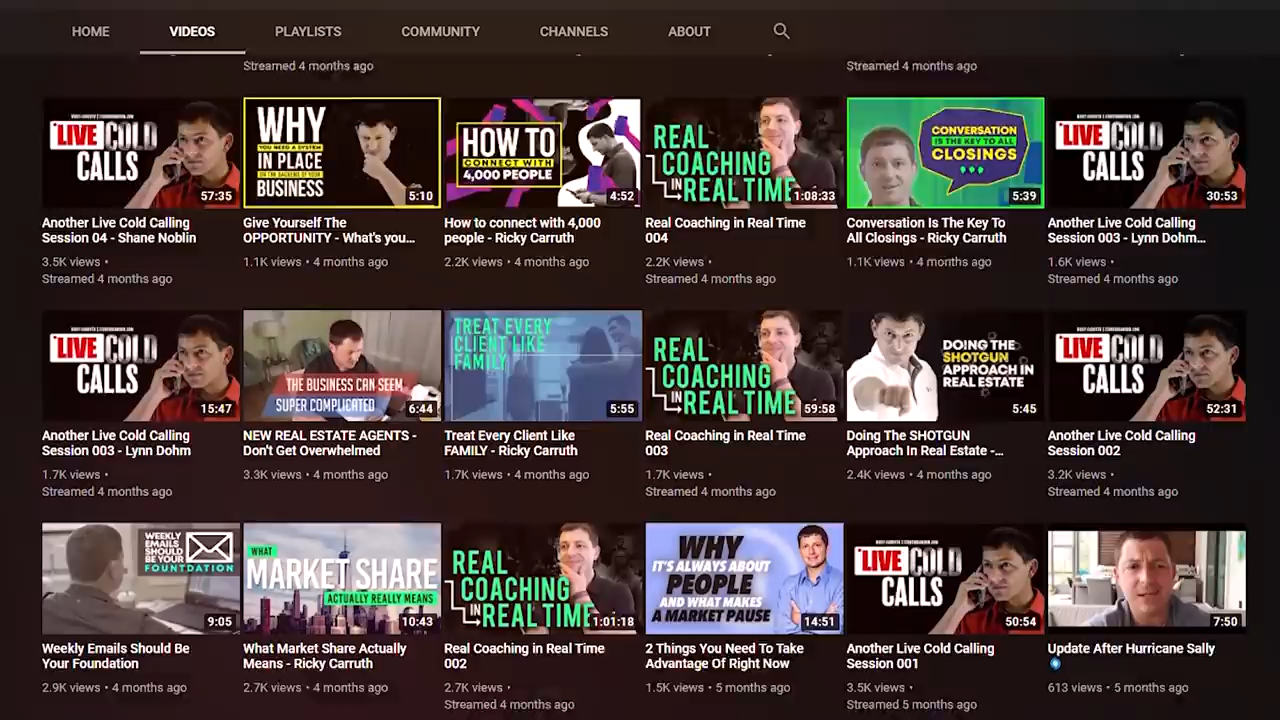 HOME VIDEOS PLAYLISTS COMMUNITY CHANNELS ABOUT
Streamed 4 months ago
Streamed 4 months ago
LIVE COLD
CALLS
57:35
WHY
YOU NEED A SYSTEM
IN PLACE
BUSINESS
5:10
HOW TO
CONNECT WITH
4,000 PEOPLE
4:52
REAL
COACHING
IN REAL TIME
1:08:33
CONVERSATION
IS THE KEY TO ALL
CLOSINGS
5:39
LIVE COLD
CALLS
30:53
Another Live Cold Calling
Session 04 - Shane Noblin
3.5K views •
Streamed 4 months ago
Give Yourself The
OPPORTUNITY - What's you...
1.1K views • 4 months ago
How to connect with 4,000
people - Ricky Carruth
2.2K views • 4 months ago
Real Coaching in Real Time
004
2.2K views •
Streamed 4 months ago
Conversation Is The Key To
All Closings - Ricky Carruth
1.1K views • 4 months ago
Another Live Cold Calling
Session 003 - Lynn Dohm...
1.6K views •
Streamed 4 months ago
LIVE COLD
CALLS
15:47
THE BUSINESS CAN SEEM
SUPER COMPLICATED
6:44
TREAT EVERY
CLIENT LIKE
FAMILY
5:55
REAL
COACHING
IN REAL TIME
59:58
DOING THE
SHOTGUN
APPROACH IN
REAL ESTATE
5:45
LIVE COLD
CALLS
52:31
Another Live Cold Calling
Session 003 - Lynn Dohm
1.7K views •
Streamed 4 months ago
NEW REAL ESTATE AGENTS -
Don't Get Overwhelmed
3.3K views • 4 months ago
Treat Every Client Like
FAMILY - Ricky Carruth
1.7K views • 4 months ago
Real Coaching in Real Time
003
1.7K views •
Streamed 4 months ago
Doing The SHOTGUN
Approach In Real Estate -...
2.4K views • 4 months ago
Another Live Cold Calling
Session 002
3.2K views •
Streamed 4 months ago
WEEKLY
EMAILS
SHOULD
BE YOUR
FOUNDTION
9:05
WHAT
MARKET SHARE
ACTUALLY REALLY MEANS
10:43
REAL
COACHING
IN REAL TIME
1:01:18
WHY
IT'S ALWAYS ABOUT
PEOPLE
AND WHAT MAKES
A MARKET PAUSE
14:51
LIVE COLD
CALLS
50:54
7:50
Weekly Emails Should Be
Your Foundation
2.9K views • 4 months ago
What Market Share Actually
Means - Ricky Carruth
2.7K views • 4 months ago
Real Coaching in Real Time
002
2.7K views •
Streamed 4 months ago
2 Things You Need To Take
Advantage Of Right Now
1.5K views • 5 months ago
Another Live Cold Calling
Session 001
3.5K views •
Streamed 5 months ago
Update After Hurricane Sally
613 views • 5 months ago